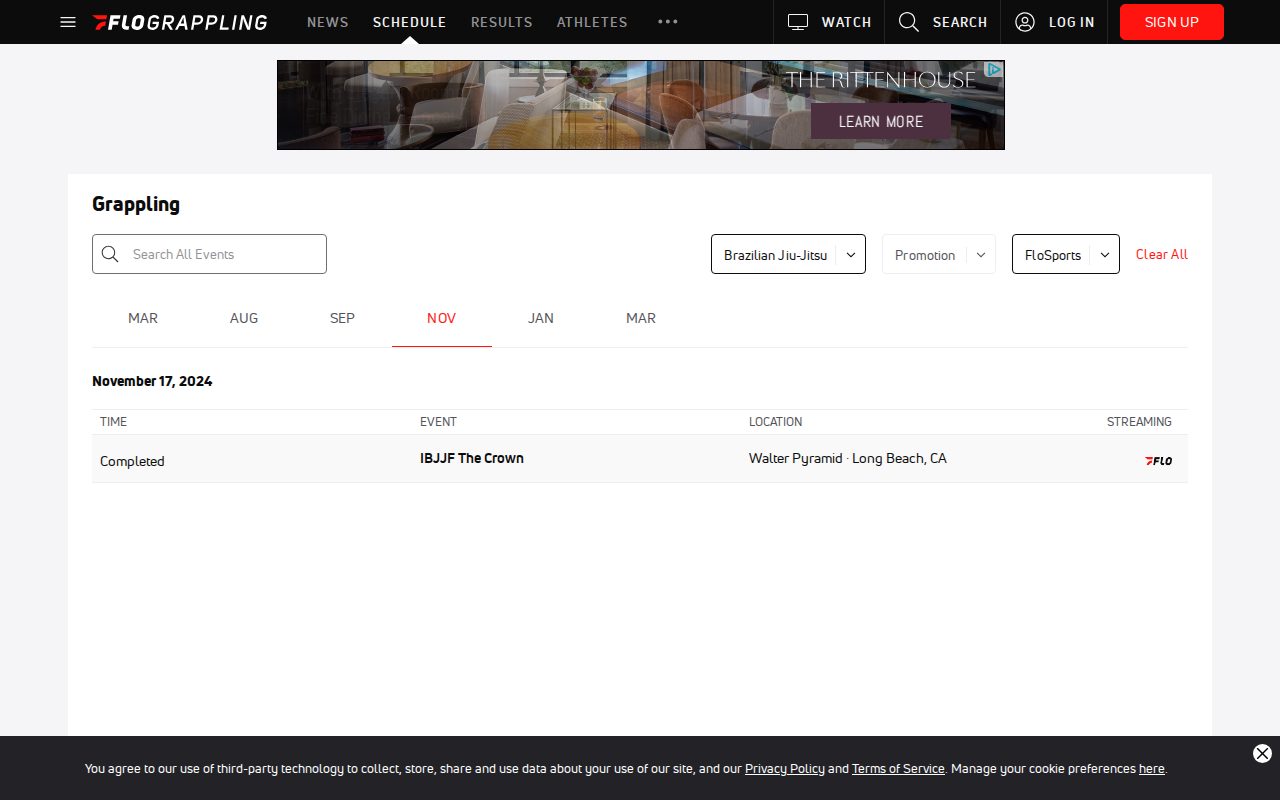 FLOGRAPPLING NEWS SCHEDULE RESULTS ATHLETES WATCH SEARCH LOG IN SIGN UP
THE RITTENHOUSE
LEARN MORE
Grappling
Search All Events Brazilian Jiu-Jitsu Promotion FloSports Clear All
MAR AUG SEP NOV JAN MAR
November 17, 2024
TIME EVENT LOCATION STREAMING
Completed IBJJF The Crown Walter Pyramid · Long Beach, CA FLO
You agree to our use of third-party technology to collect, store, share and use data about your use of our site, and our Privacy Policy and Terms of Service. Manage your cookie preferences here.